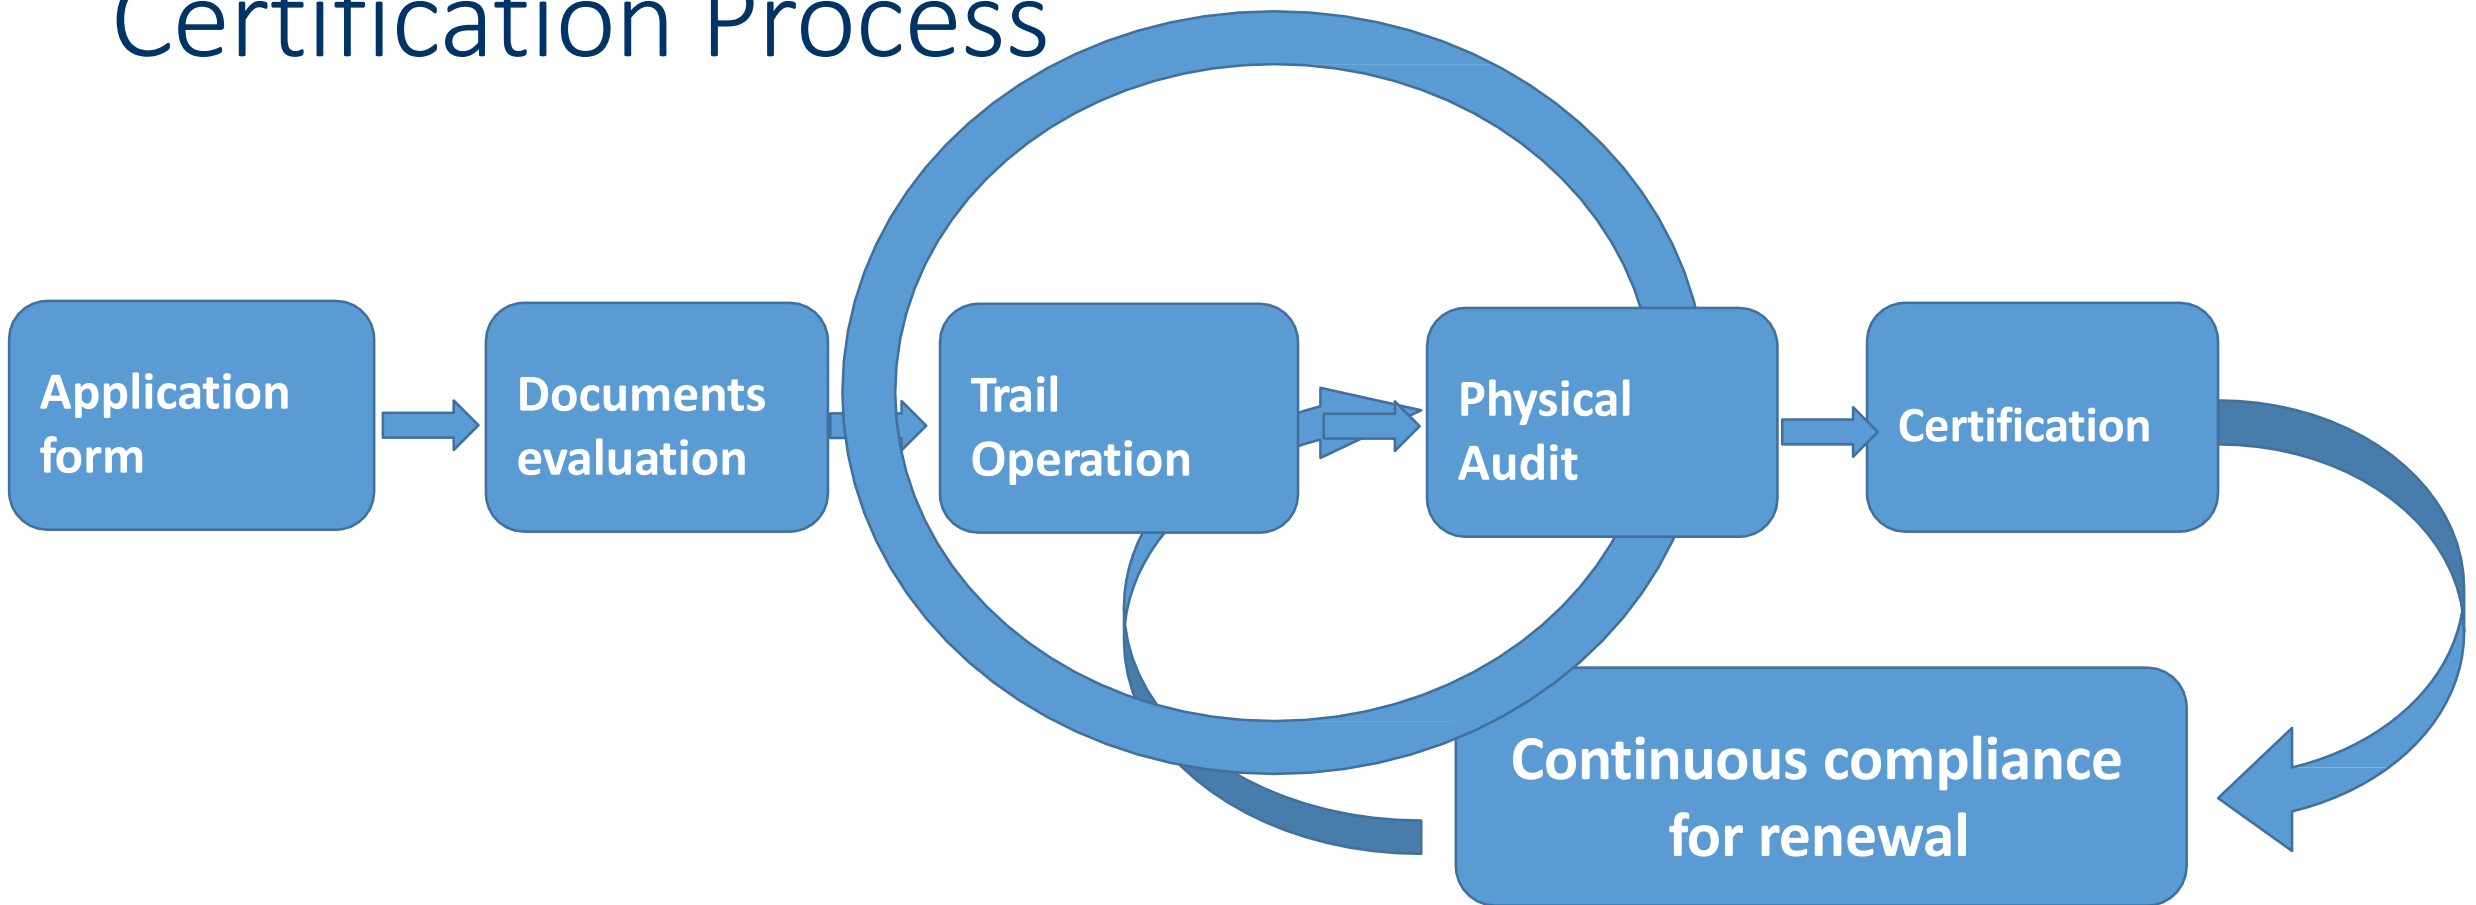 Certification Process
Application
form
Documents
evaluation
Trail
Operation
Physical
Audit
Certification
Continuous compliance
for renewal